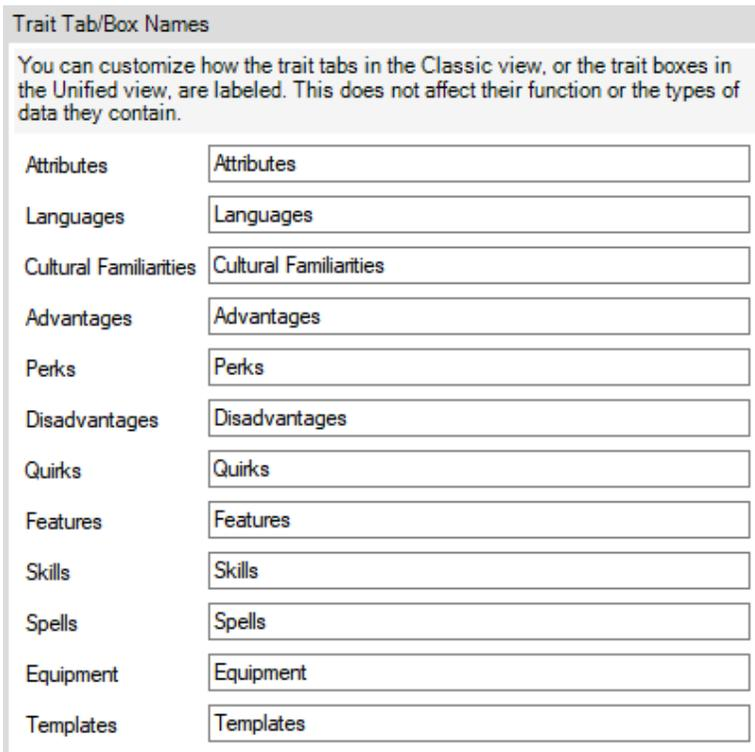 Trait Tab/Box Names
You can customize how the trait tabs in the Classic view, or the trait boxes in
the Unified view, are labeled. This does not affect their function or the types of
data they contain.
Attributes Attributes
Languages Languages
Cultural Familiarities Cultural Familiarities
Advantages Advantages
Perks Perks
Disadvantages Disadvantages
Quirks Quirks
Features Features
Skills Skills
Spells Spells
Equipment Equipment
Templates Templates